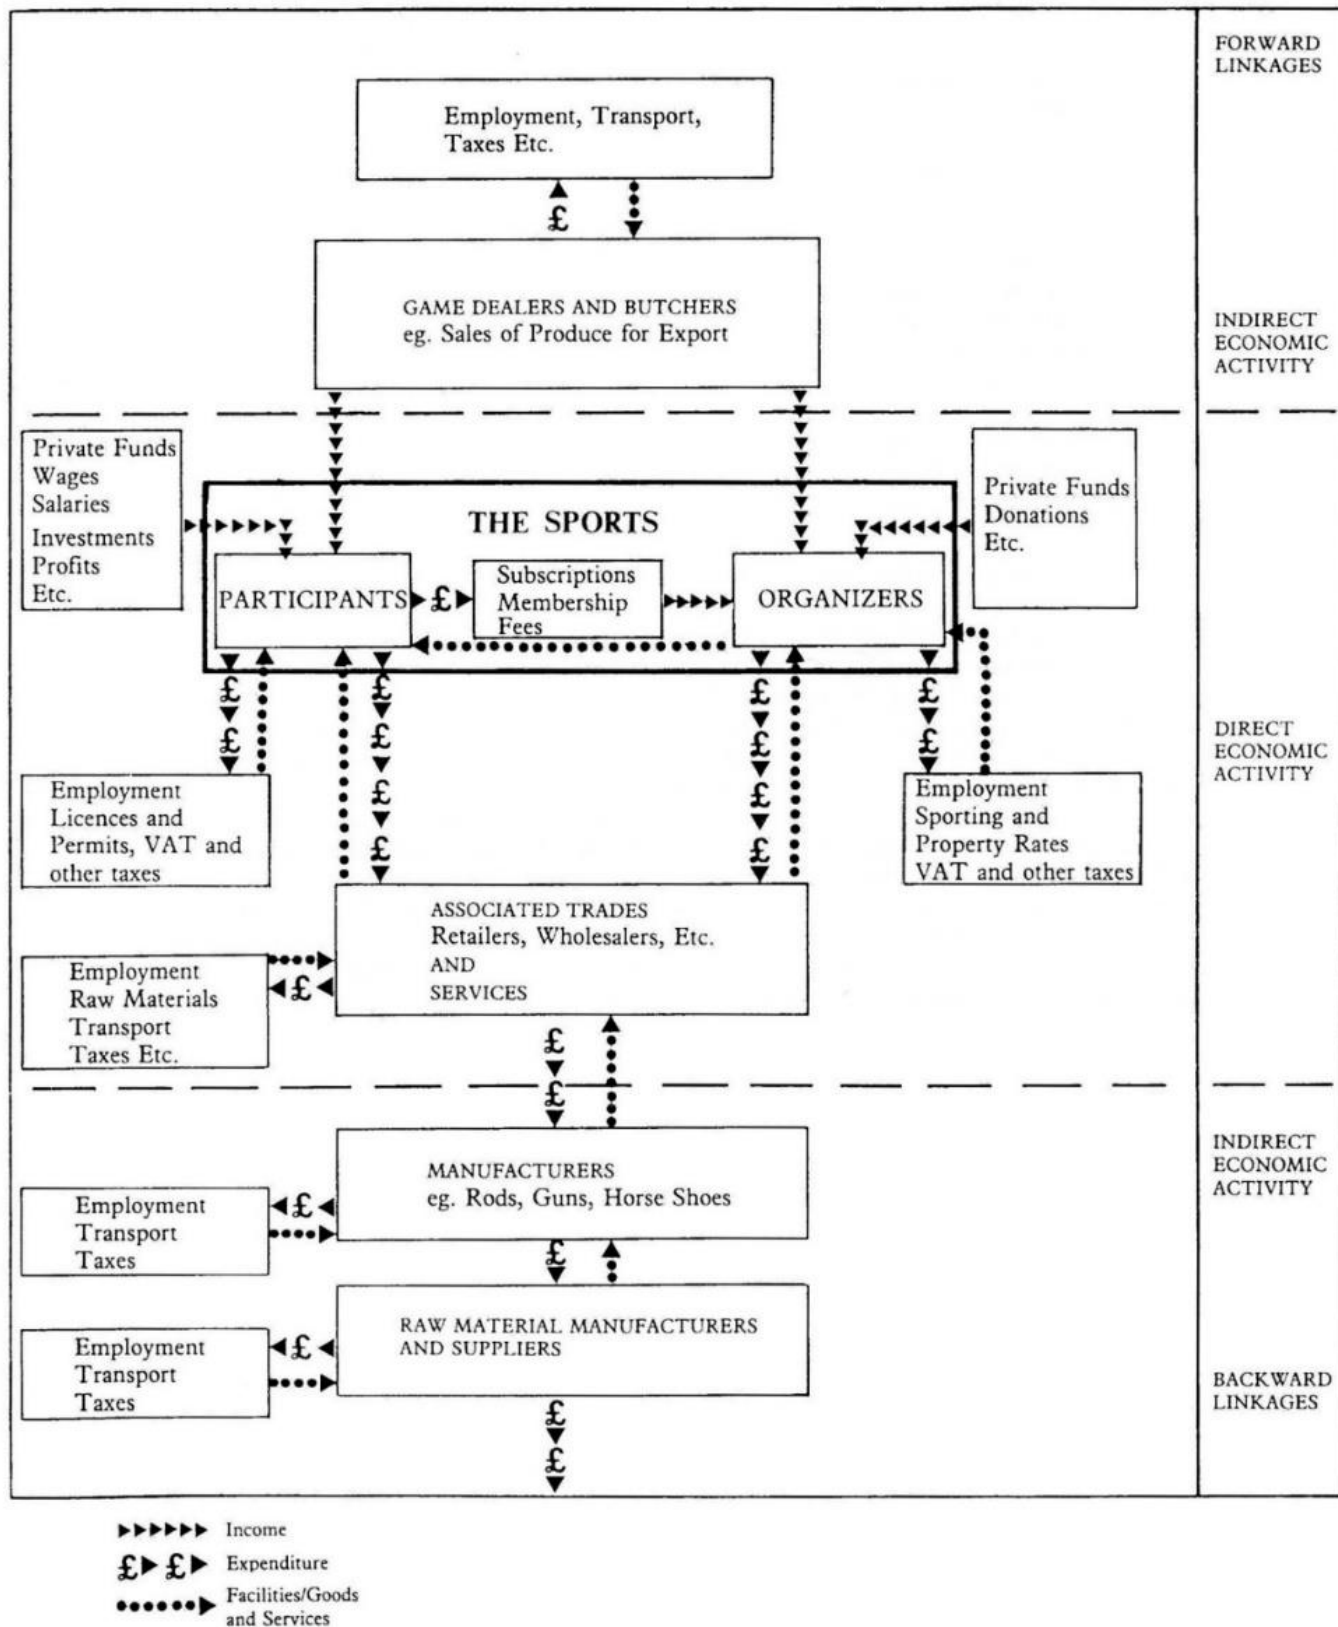 FORWARD
LINKAGES
Employment, Transport,
Taxes Etc.
£
GAME DEALERS AND BUTCHERS
eg. Sales of Produce for Export
INDIRECT
ECONOMIC
ACTIVITY
Private Funds
Wages
Salaries
Investments
Profits
Etc.
THE SPORTS
Private Funds
Donations
Etc.
PARTICIPANTS
£
Subscriptions
Membership
Fees
ORGANIZERS
£ £ £ £
£ £ £ £
£ £
£ £
DIRECT
ECONOMIC
ACTIVITY
Employment
Licences and
Permits, VAT and
other taxes
Employment
Sporting and
Property Rates
VAT and other taxes
ASSOCIATED TRADES
Retailers, Wholesalers, Etc.
AND
SERVICES
£
Employment
Raw Materials
Transport
Taxes Etc.
£
£
MANUFACTURERS
eg. Rods, Guns, Horse Shoes
INDIRECT
ECONOMIC
ACTIVITY
£
Employment
Transport
Taxes
£
RAW MATERIAL MANUFACTURERS
AND SUPPLIERS
£
Employment
Transport
Taxes
BACKWARD
LINKAGES
£
£
Income
£ £ Expenditure
Facilities/Goods
and Services